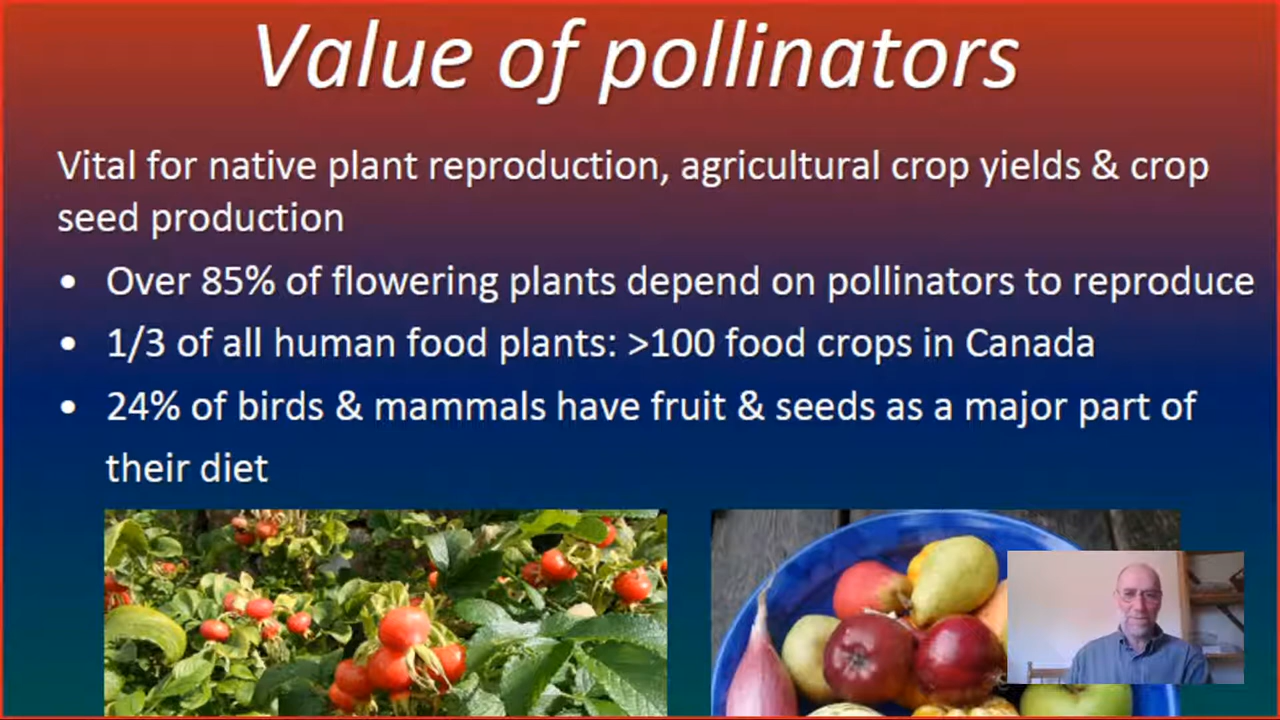 Value of pollinators
Vital for native plant reproduction, agricultural crop yields & crop
seed production
• Over 85% of flowering plants depend on pollinators to reproduce
• 1/3 of all human food plants: >100 food crops in Canada
• 24% of birds & mammals have fruit & seeds as a major part of
their diet